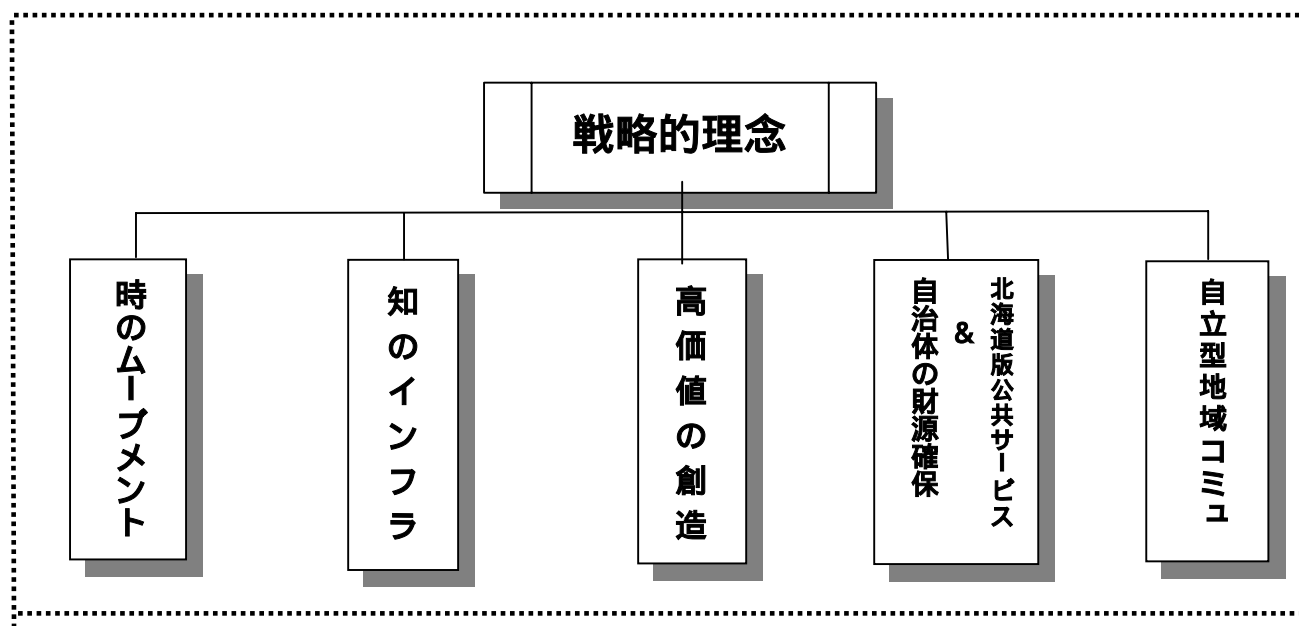 戦略的理念
時のムーブメント
知のインフラ
高価値の創造
北海道版公共サービス
&
自治体の財源確保
自立型地域コミュ